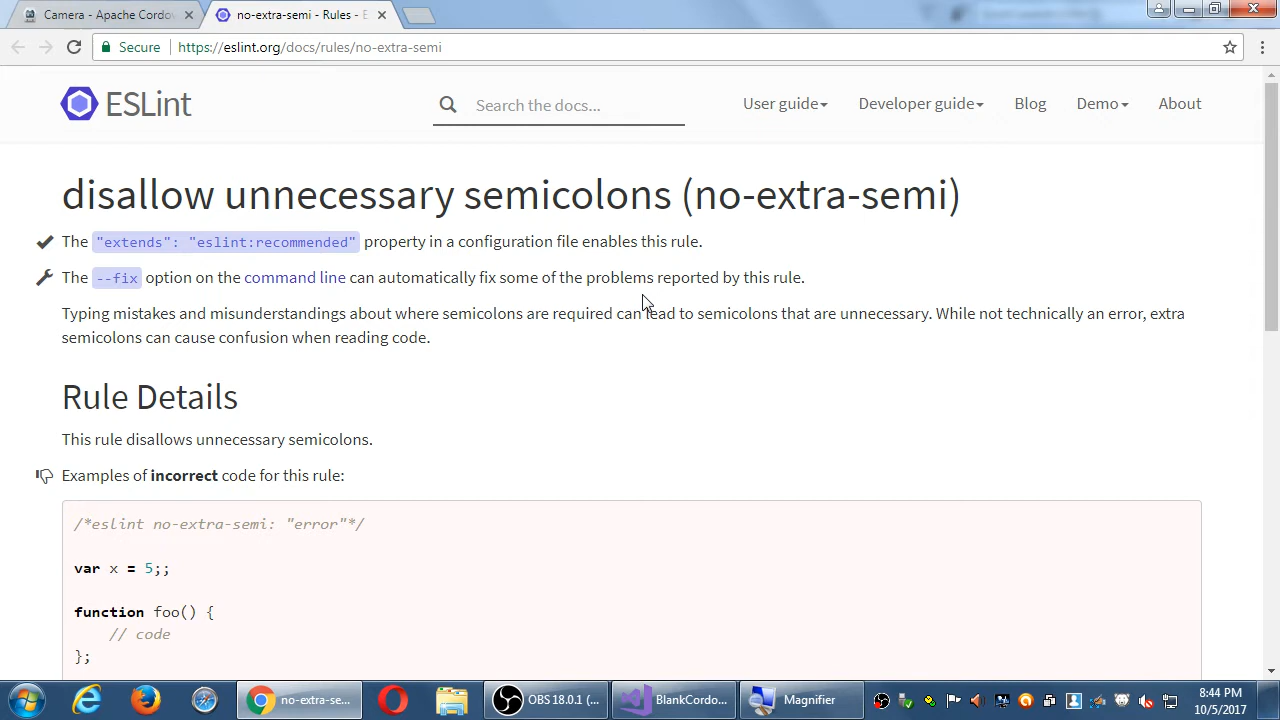 Camera - Apache Cordov
no-extra-semi - Rules - E
Secure
https://eslint.org/docs/rules/no-extra-semi
ESLint
Search the docs...
User guide
Developer guide
Blog
Demo
About
disallow unnecessary semicolons (no-extra-semi)
The "extends": "eslint:recommended" property in a configuration file enables this rule.
The --fix option on the command line can automatically fix some of the problems reported by this rule.
Typing mistakes and misunderstandings about where semicolons are required can lead to semicolons that are unnecessary. While not technically an error, extra
semicolons can cause confusion when reading code.
Rule Details
This rule disallows unnecessary semicolons.
Examples of incorrect code for this rule:
/*eslint no-extra-semi: "error"*/
var x = 5;;
function foo() {
// code
};
no-extra-se...
OBS 18.0.1 (...
BlankCordo...
Magnifier
8:44 PM
10/5/2017